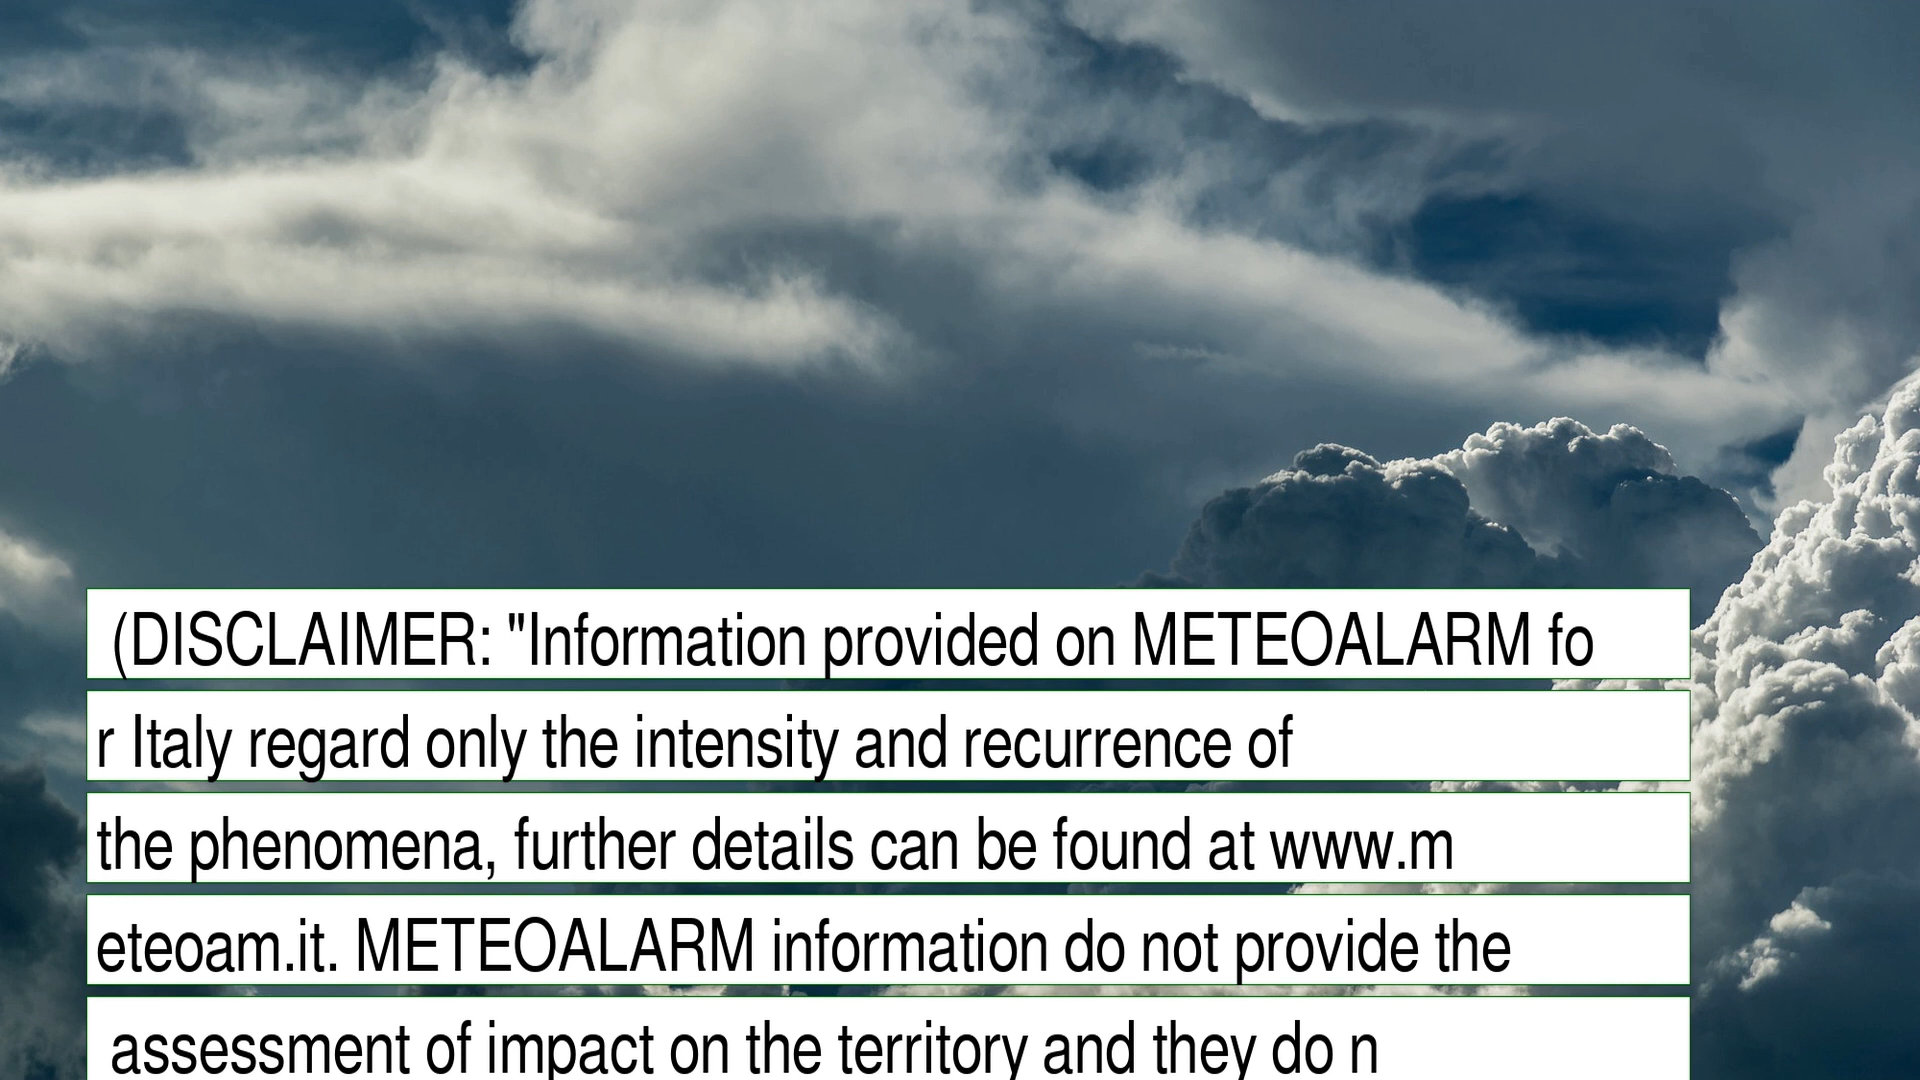 (DISCLAIMER: "Information provided on METEOALARM fo
r Italy regard only the intensity and recurrence of
the phenomena, further details can be found at www.m
eteoam.it. METEOALARM information do not provide the
assessment of impact on the territory and they do n